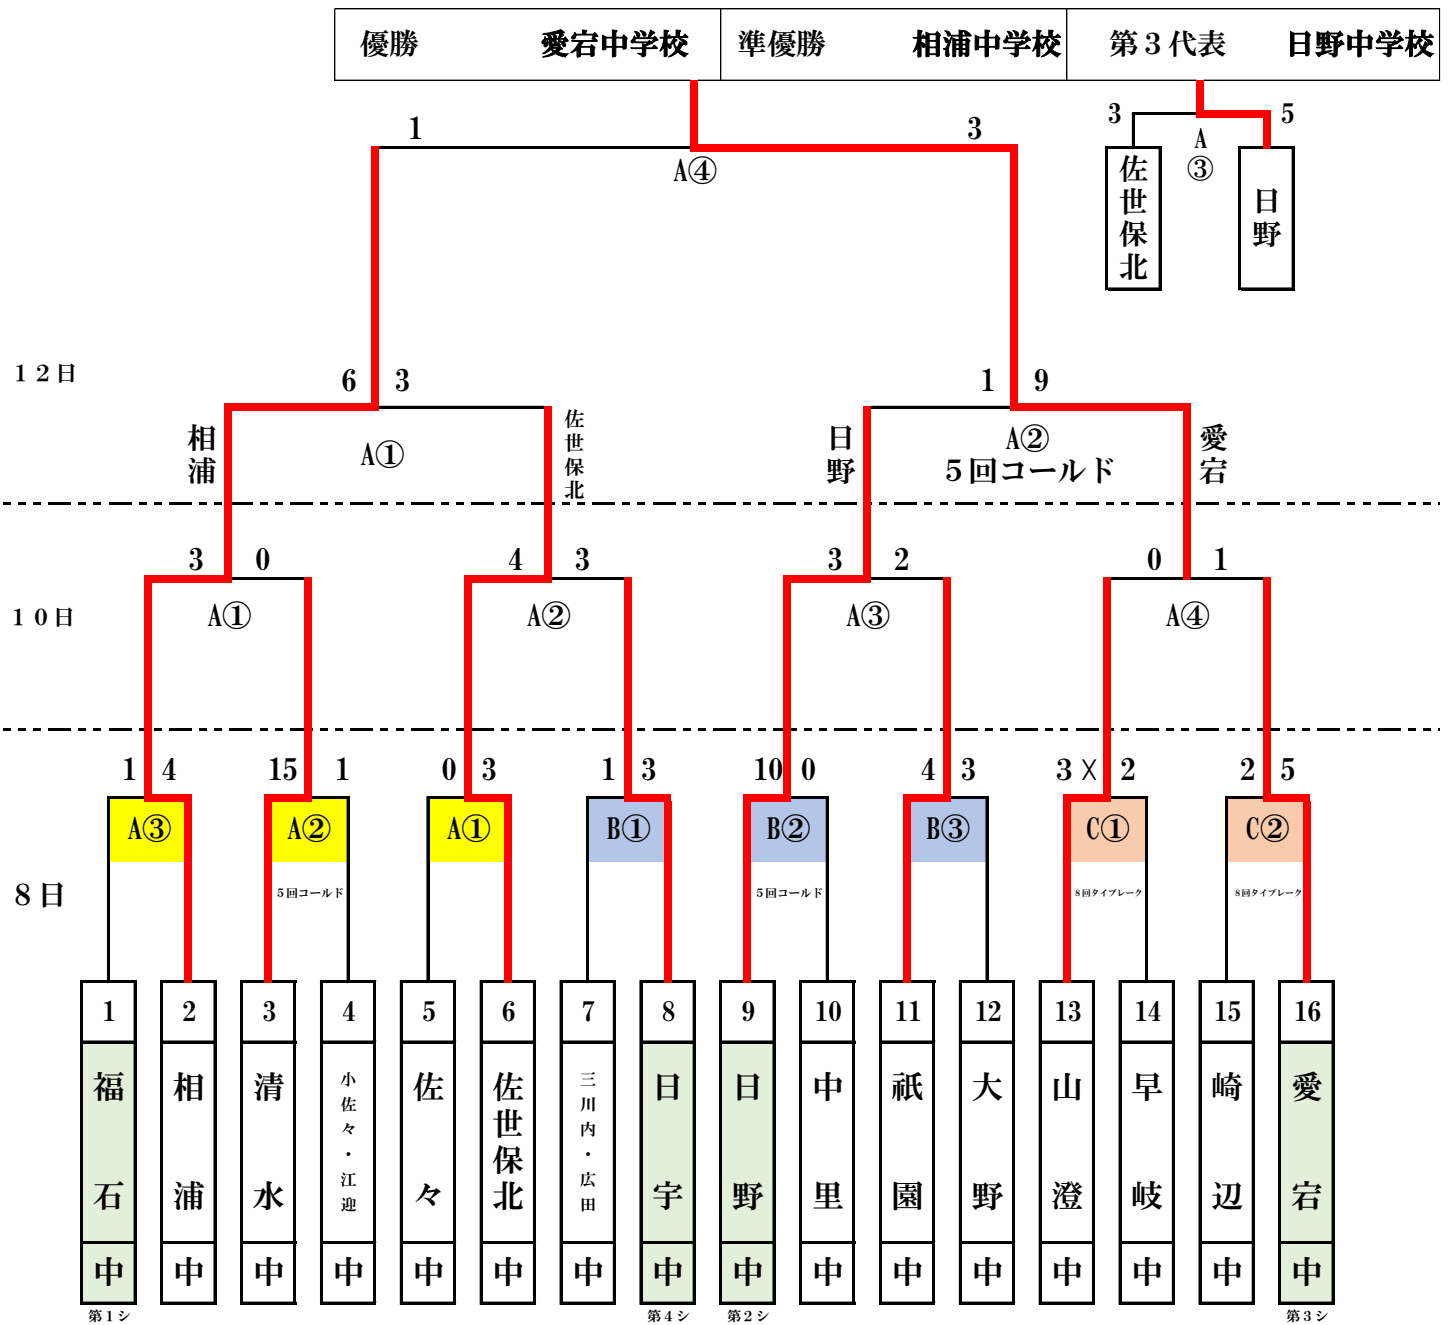 優勝 愛宕中学校 準優勝 相浦中学校 第３代表 日野中学校
1 3
A④
3 5
A③
佐世保北
日野
１２日
6 3
1 9
相浦
A①
佐世保北
日野
A②
５回コールド
愛宕
3 0
4 3
3 2
0 1
１０日
A①
A②
A③
A④
1 4
15 1
0 3
1 3
10 0
4 3
3 X 2
2 5
A③
A②
A①
B①
B②
B③
C①
C②
８日
５回コールド
５回コールド
８回タイブレーク
８回タイブレーク
1 2 3 4 5 6 7 8 9 10 11 12 13 14 15 16
福石
相浦
清水
小佐々・江迎
佐々
佐世保北
三川内・広田
日宇
日野
中里
祇園
大野
山澄
早岐
崎辺
愛宕
中 中 中 中 中 中 中 中 中 中 中 中 中 中 中 中
第１シ 第４シ 第２シ 第３シ